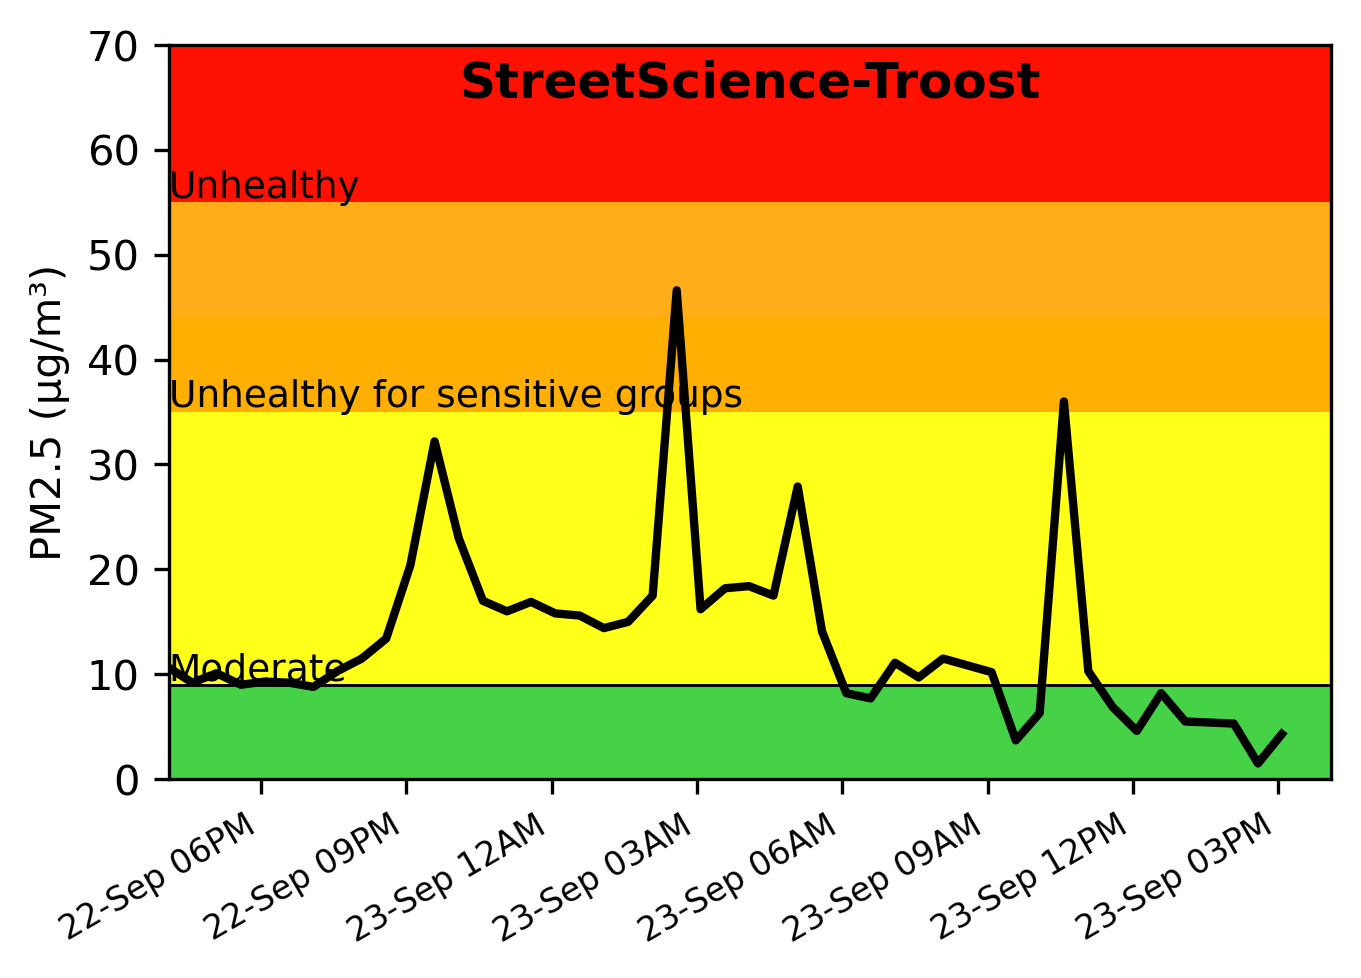 StreetScience-Troost
70
60
50
40
30
20
10
0
PM2.5 (µg/m³)
Unhealthy
Unhealthy for sensitive groups
Moderate
22-Sep 06PM
22-Sep 09PM
23-Sep 12AM
23-Sep 03AM
23-Sep 06AM
23-Sep 09AM
23-Sep 12PM
23-Sep 03PM